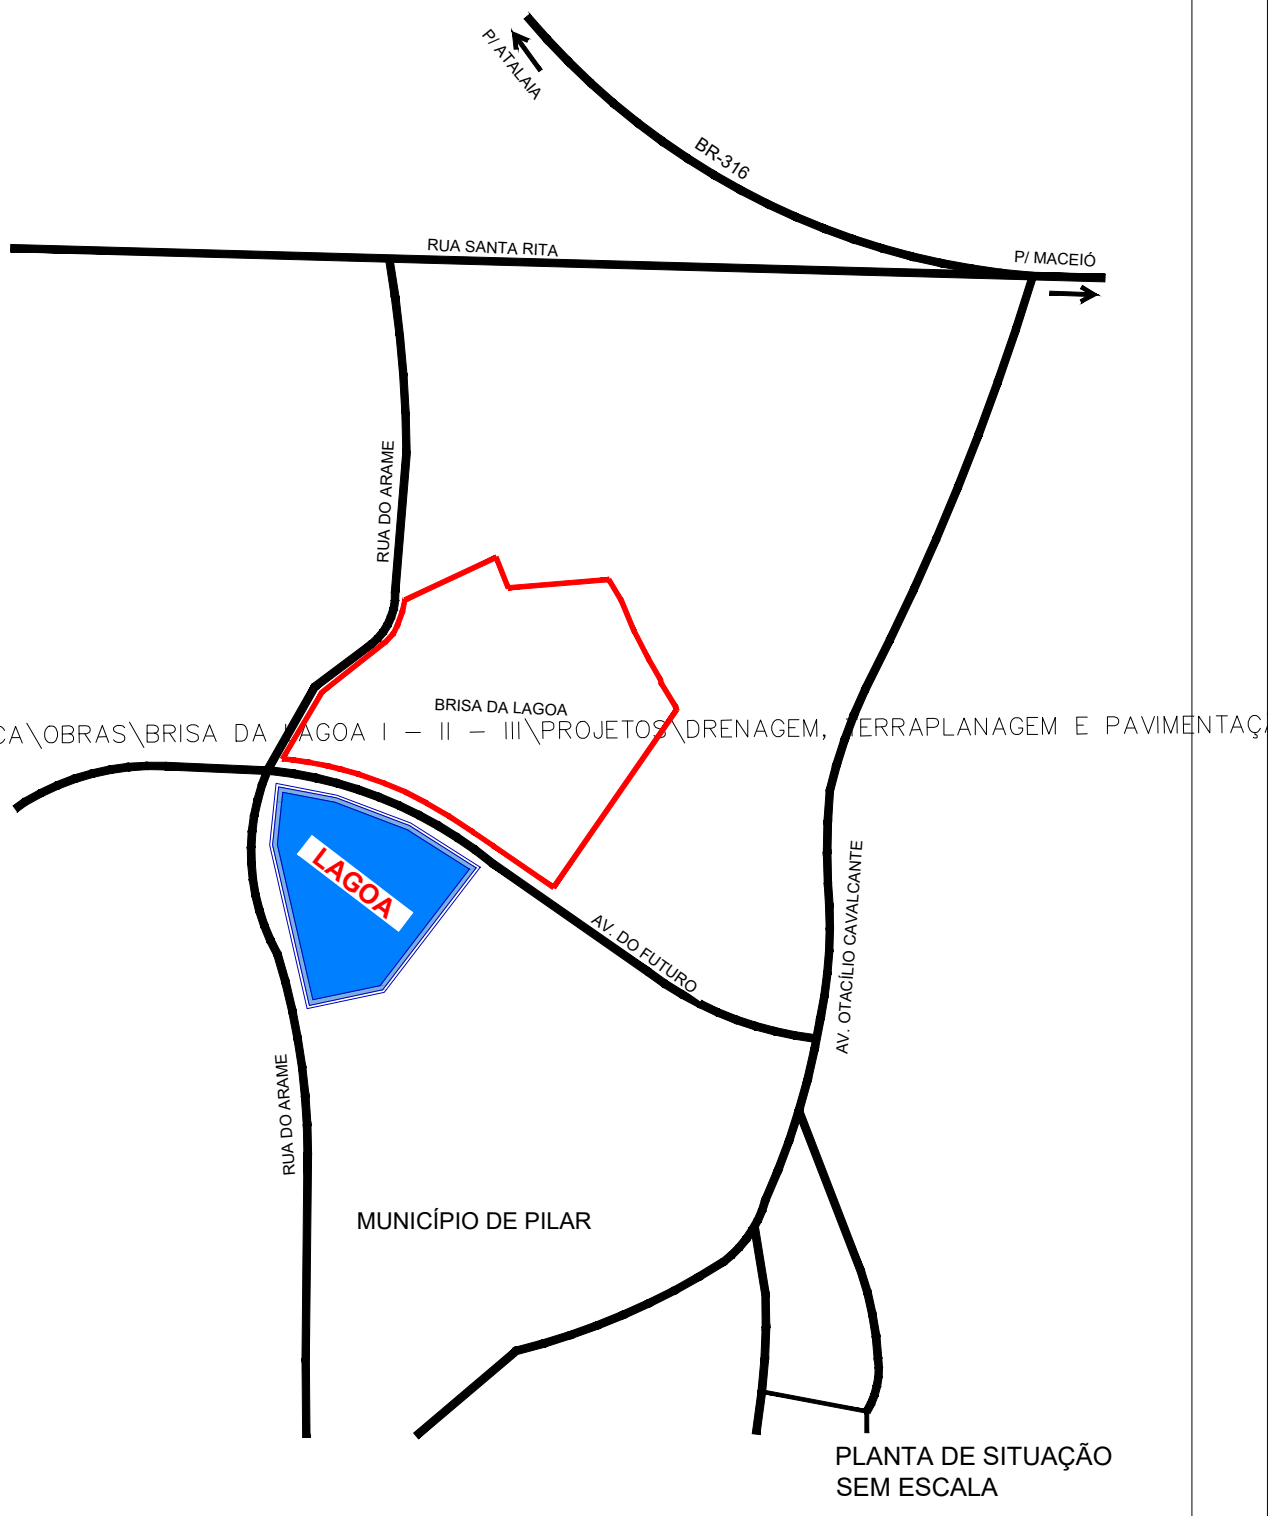 P/ ATALAIA
BR-316
RUA SANTA RITA
P/ MACEIÓ
RUA DO ARAME
BRISA DA LAGOA
CA\OBRAS\BRISA DA LAGOA I - II - III\PROJETOS\DRENAGEM, TERRAPLANAGEM E PAVIMENTAÇÃ
LAGOA
AV. DO FUTURO
AV. OTACÍLIO CAVALCANTE
RUA DO ARAME
MUNICÍPIO DE PILAR
PLANTA DE SITUAÇÃO
SEM ESCALA